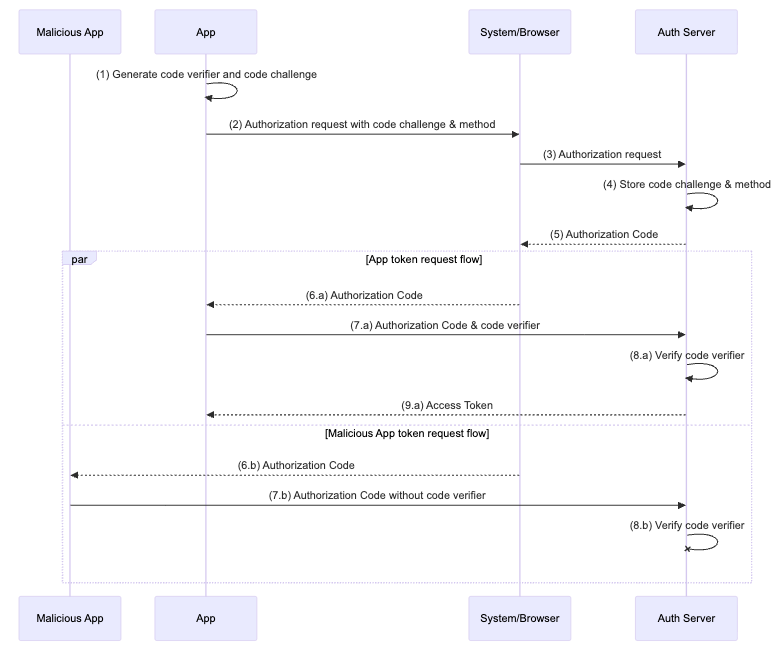 Malicious App
App
System/Browser
Auth Server
(1) Generate code verifier and code challenge
(2) Authorization request with code challenge & method
(3) Authorization request
(4) Store code challenge & method
(5) Authorization Code
par
[App token request flow]
(6.a) Authorization Code
(7.a) Authorization Code & code verifier
(8.a) Verify code verifier
(9.a) Access Token
[Malicious App token request flow]
(6.b) Authorization Code
(7.b) Authorization Code without code verifier
(8.b) Verify code verifier
Malicious App
App
System/Browser
Auth Server